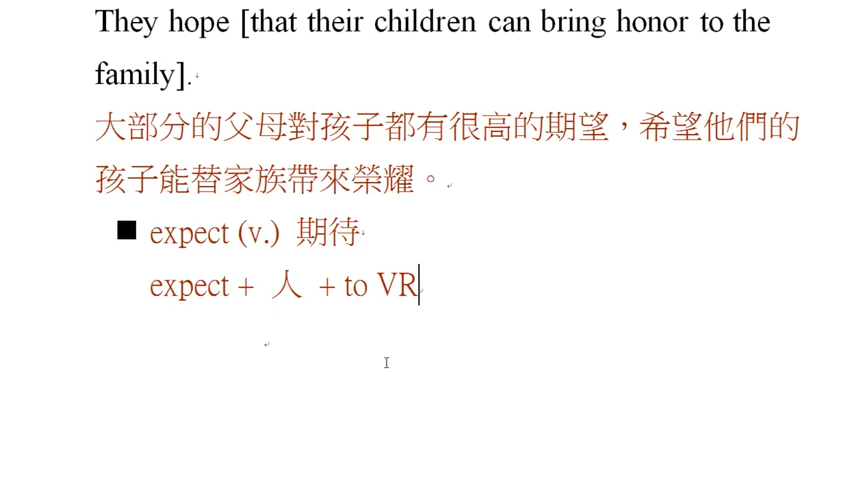 They hope [that their children can bring honor to the
family].
大部分的父母對孩子都有很高的期望，希望他們的
孩子能替家族帶來榮耀。
■ expect (v.) 期待
expect + 人 + to VR